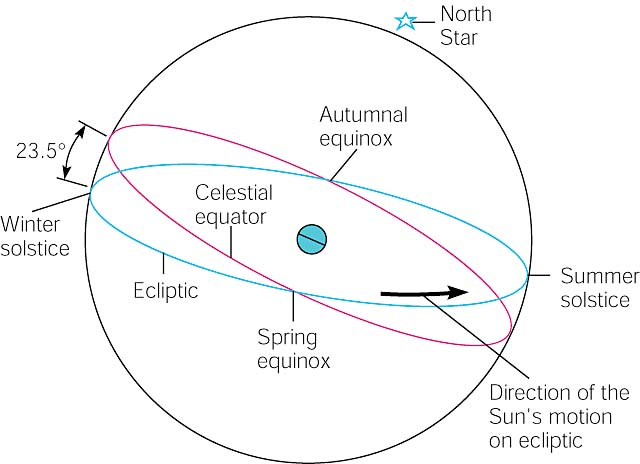 North
Star
Autumnal
equinox
23.5°
Celestial
equator
Winter
solstice
Ecliptic
Summer
solstice
Spring
equinox
Direction of the
Sun's motion
on ecliptic